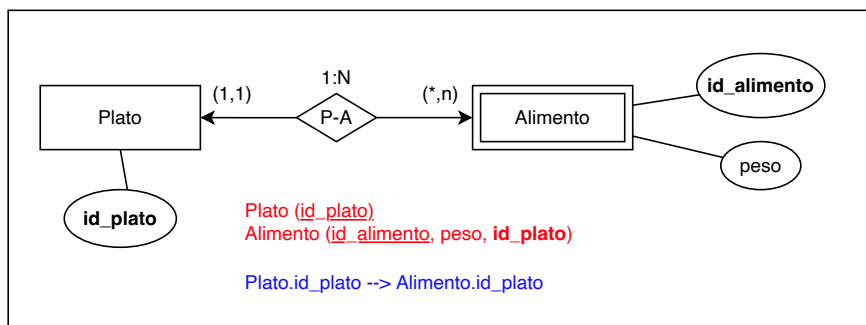 1:N
(1,1)
(*,n)
Plato
P-A
Alimento
id_alimento
peso
id_plato
Plato (id_plato)
Alimento (id_alimento, peso, id_plato)
Plato.id_plato --> Alimento.id_plato